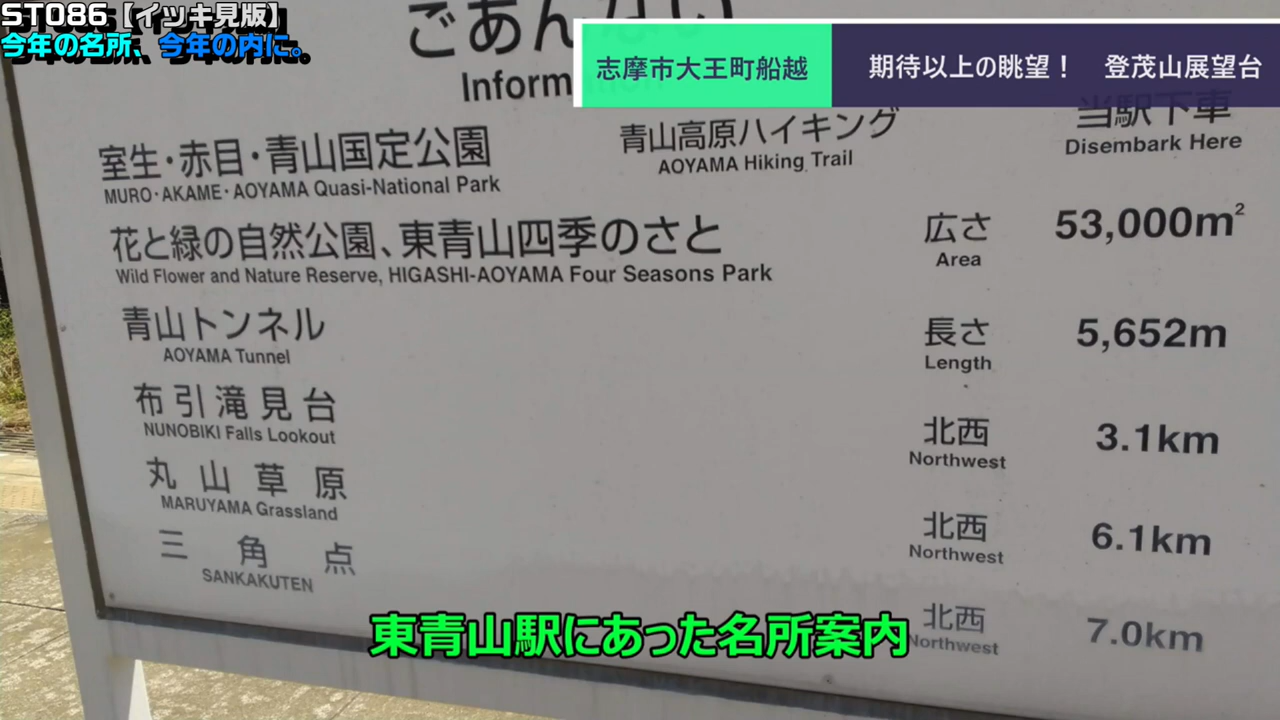 ST086【イッキ見版】
今年の名所、今年の内に。
志摩市大王町船越 期待以上の眺望！ 登茂山展望台
ごあんない
Information
室生・赤目・青山国定公園 青山高原ハイキング 当駅下車
MURO・AKAME・AOYAMA Quasi-National Park AOYAMA Hiking Trail Disembark Here
花と緑の自然公園、東青山四季のさと 広さ 53,000m²
Wild Flower and Nature Reserve, HIGASHI-AOYAMA Four Seasons Park Area
青山トンネル 長さ 5,652m
AOYAMA Tunnel Length
布引滝見台 北西 3.1km
NUNOBIKI Falls Lookout Northwest
丸山草原 北西 6.1km
MARUYAMA Grassland Northwest
三角点 北西 7.0km
SANKAKUTEN Northwest
東青山駅にあった名所案内